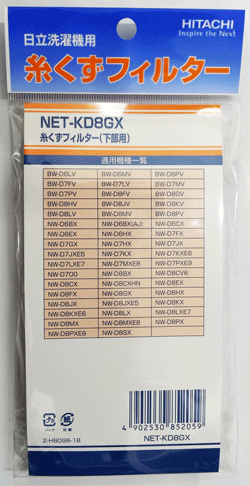 HITACHI
Inspire the Next
日立洗濯機用
糸くずフィルター
NET-KD8GX
糸くずフィルター(下部用)
適用機種一覧
BW-D6LV BW-D6MV BW-D6PV
BW-D7FV BW-D7LV BW-D7MV
BW-D7PV BW-D8FV BW-D8GV
BW-D8HV BW-D8JV BW-D8KV
BW-D8LV BW-D8MV BW-D8PV
NW-D6BX NW-D6BX(AJ) NW-D6CX
NW-D6EX NW-D6HX NW-D7FX
NW-D7GX NW-D7HX NW-D7JX
NW-D7JXE5 NW-D7KX NW-D7KXE6
NW-D7LXE7 NW-D7MXE8 NW-D7PXE9
NW-D700 NW-D8BX NW-D8CV6
NW-D8CX NW-D8CXHN NW-D8EX
NW-D8FX NW-D8GX NW-D8HX
NW-D8JX NW-D8JXE5 NW-D8KX
NW-D8KXE6 NW-D8LX NW-D8LXE7
NW-D8MX NW-D8MXE8 NW-D8PX
NW-D8PXE9 NW-D8SX
4 902530 852059
2-H8098-1B
NET-KD8GX